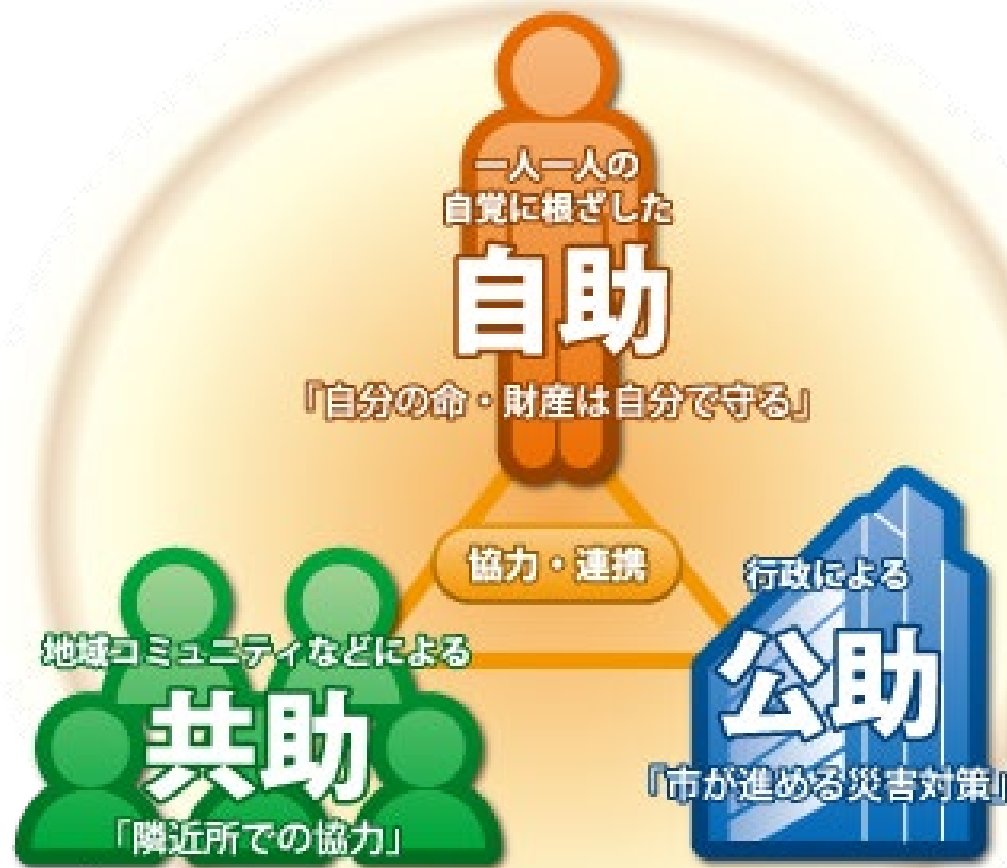 一人一人の
自覚に根ざした
自助
「自分の命・財産は自分で守る」
協力・連携
地域コミュニティなどによる
共助
「隣近所での協力」
行政による
公助
「市が進める災害対策」